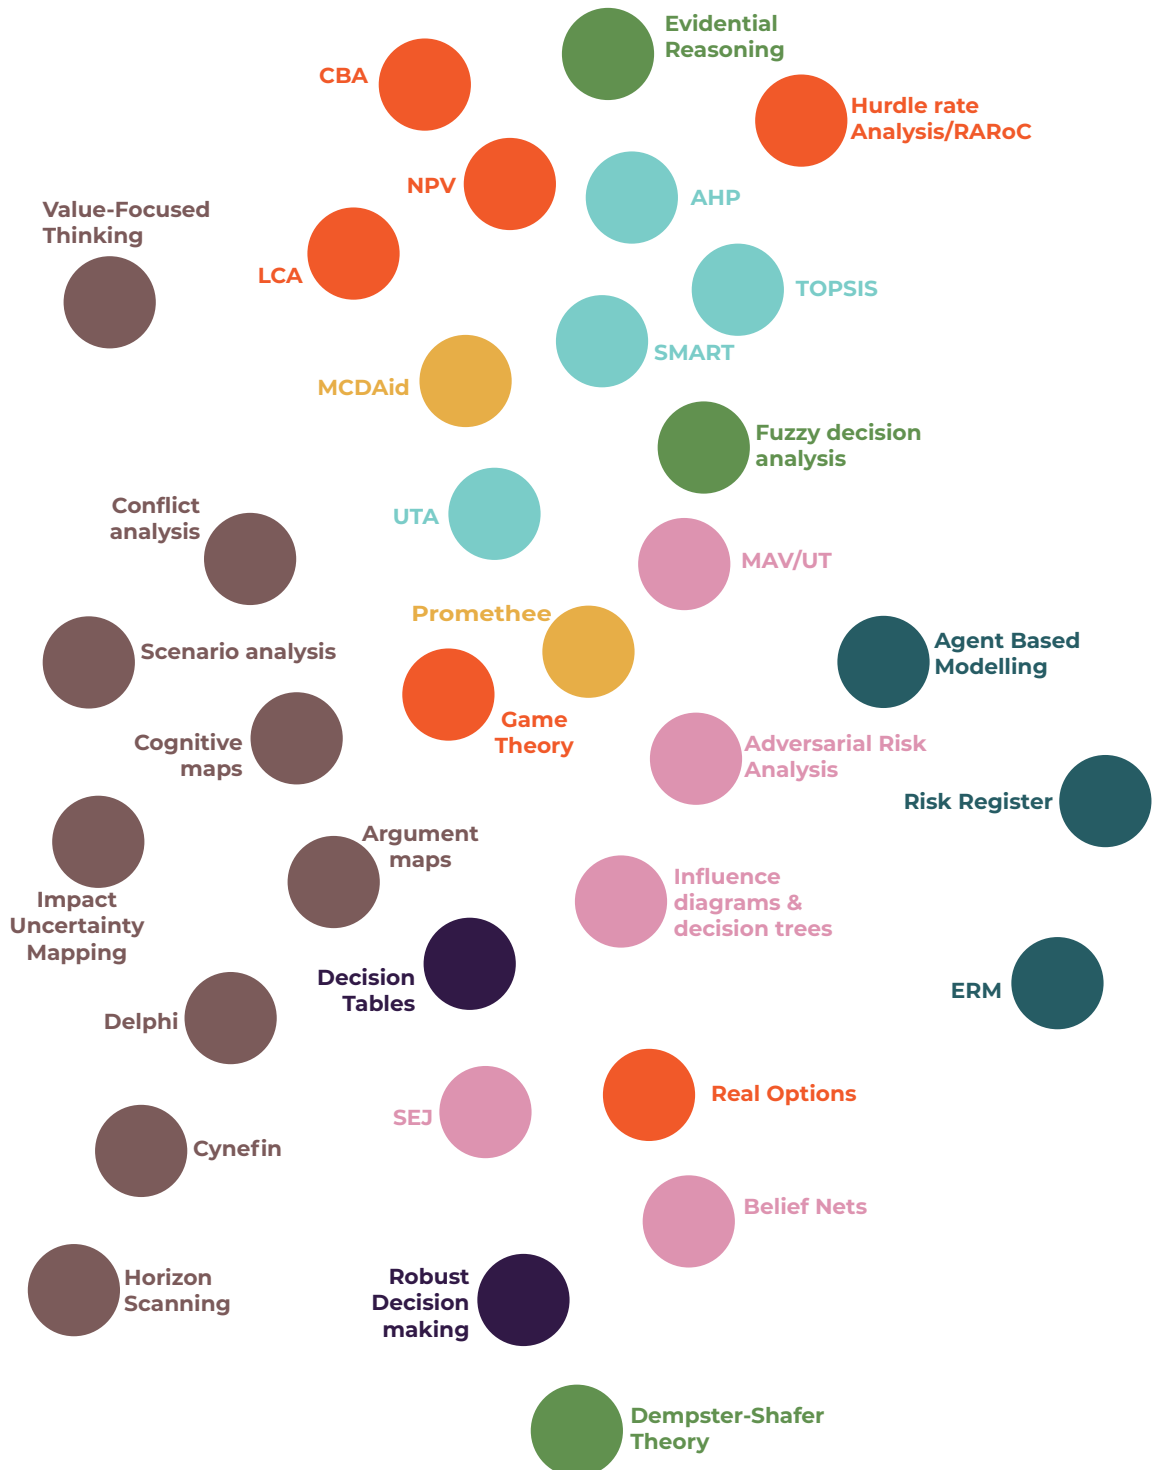 Evidential
Reasoning
CBA
Hurdle rate
Analysis/RARoC
NPV
AHP
Value-Focused
Thinking
LCA
TOPSIS
SMART
MCDAid
Fuzzy decision
analysis
Conflict
analysis
UTA
MAV/UT
Promethee
Scenario analysis
Agent Based
Modelling
Game
Theory
Cognitive
maps
Adversarial Risk
Analysis
Risk Register
Argument
maps
Impact
Uncertainty
Mapping
Influence
diagrams &
decision trees
Decision
Tables
ERM
Delphi
Real Options
SEJ
Cynefin
Belief Nets
Horizon
Scanning
Robust
Decision
making
Dempster-Shafer
Theory